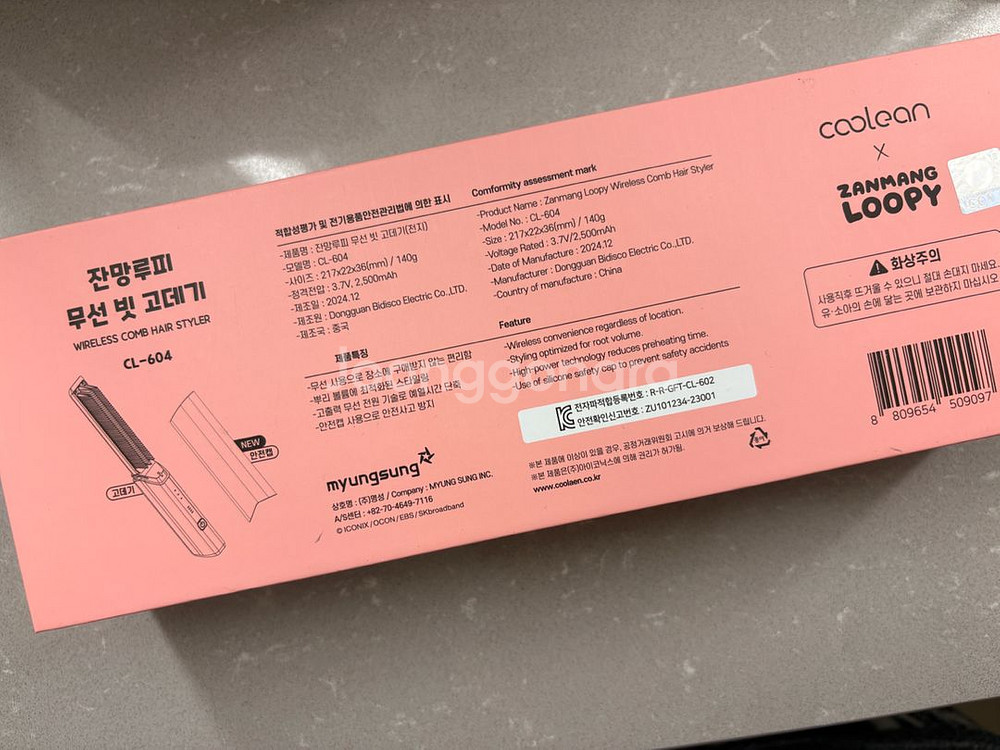 잔망루피
무선 빗 고데기
WIRELESS COMB HAIR STYLER
CL-604
고데기
NEW
안전캡
적합성평가 및 전기용품안전관리법에 의한 표시
-제품명 : 잔망루피 무선 빗 고데기(전지)
-모델명 : CL-604
-사이즈 : 217x22x36(mm) / 140g
-정격전압 : 3.7V, 2,500mAh
-제조일 : 2024.12
-제조원 : Dongguan Bidisco Electric Co.,LTD.
-제조국 : 중국
Conformity assessment mark
-Product Name : Zanmang Loopy Wireless Comb Hair Styler
-Model No. : CL-604
-Size : 217x22x36(mm) / 140g
-Voltage Rated : 3.7V/2,500mAh
-Date of Manufacture : 2024.12
-Manufacturer : Dongguan Bidisco Electric Co.,LTD.
-Country of manufacture : China
제품특징
-무선 사용으로 장소에 구애받지 않는 편리함
-뿌리 볼륨에 최적화된 스타일링
-고출력 무선 전원 기술로 예열시간 단축
-안전캡 사용으로 안전사고 방지
Feature
-Wireless convenience regardless of location.
-Styling optimized for root volume.
-High-power technology reduces preheating time.
-Use of silicone safety cap to prevent safety accidents
전자파적합등록번호 : R-R-GFT-CL-602
안전확인신고번호 : ZU101234-23001
myungsung
상호명 : (주)명성 / Company : MYUNG SUNG INC.
A/S센터 : +82-70-4649-7116
© ICONIX / OCON / EBS / SKbroadband
※본 제품에 이상이 있을 경우, 공정거래위원회 고시에 의거 보상해 드립니다.
※본 제품은(주)아이코닉스에 의해 권리가 허가됨.
www.coolaen.co.kr
종이
coolean
X
ZANMANG
LOOPY
화상주의
사용직후 뜨거울 수 있으니 절대 손대지 마세요.
유·소아의 손에 닿는 곳에 보관하지 마십시오.
8 809654 509097
joonggonara